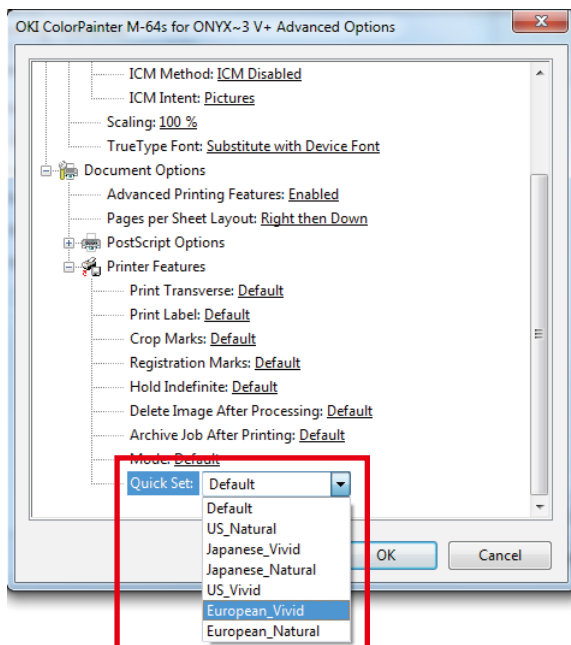 OKI ColorPainter M-64s for ONYX~3 V+ Advanced Options
ICM Method: ICM Disabled
ICM Intent: Pictures
Scaling: 100 %
TrueType Font: Substitute with Device Font
Document Options
Advanced Printing Features: Enabled
Pages per Sheet Layout: Right then Down
PostScript Options
Printer Features
Print Transverse: Default
Print Label: Default
Crop Marks: Default
Registration Marks: Default
Hold Indefinite: Default
Delete Image After Processing: Default
Archive Job After Printing: Default
Mode: Default
Quick Set: Default
Default
US_Natural
Japanese_Vivid
Japanese_Natural
US_Vivid
European_Vivid
European_Natural
OK Cancel